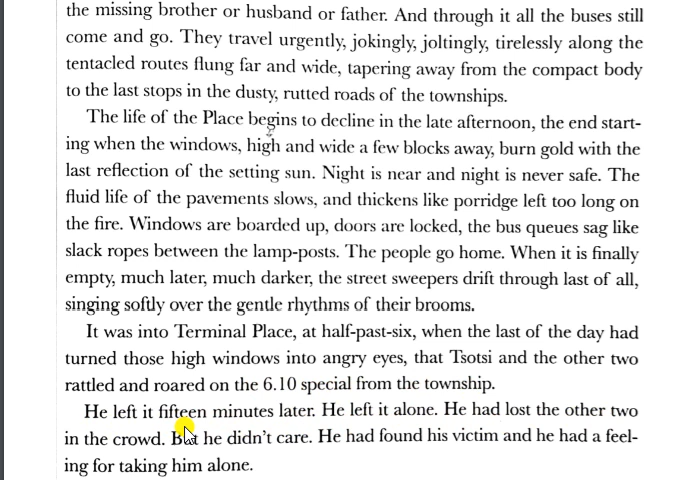 the missing brother or husband or father. And through it all the buses still
come and go. They travel urgently, jokingly, joltingly, tirelessly along the
tentacled routes flung far and wide, tapering away from the compact body
to the last stops in the dusty, rutted roads of the townships.
The life of the Place begins to decline in the late afternoon, the end start-
ing when the windows, high and wide a few blocks away, burn gold with the
last reflection of the setting sun. Night is near and night is never safe. The
fluid life of the pavements slows, and thickens like porridge left too long on
the fire. Windows are boarded up, doors are locked, the bus queues sag like
slack ropes between the lamp-posts. The people go home. When it is finally
empty, much later, much darker, the street sweepers drift through last of all,
singing softly over the gentle rhythms of their brooms.
It was into Terminal Place, at half-past-six, when the last of the day had
turned those high windows into angry eyes, that Tsotsi and the other two
rattled and roared on the 6.10 special from the township.
He left it fifteen minutes later. He left it alone. He had lost the other two
in the crowd. But he didn't care. He had found his victim and he had a feel-
ing for taking him alone.